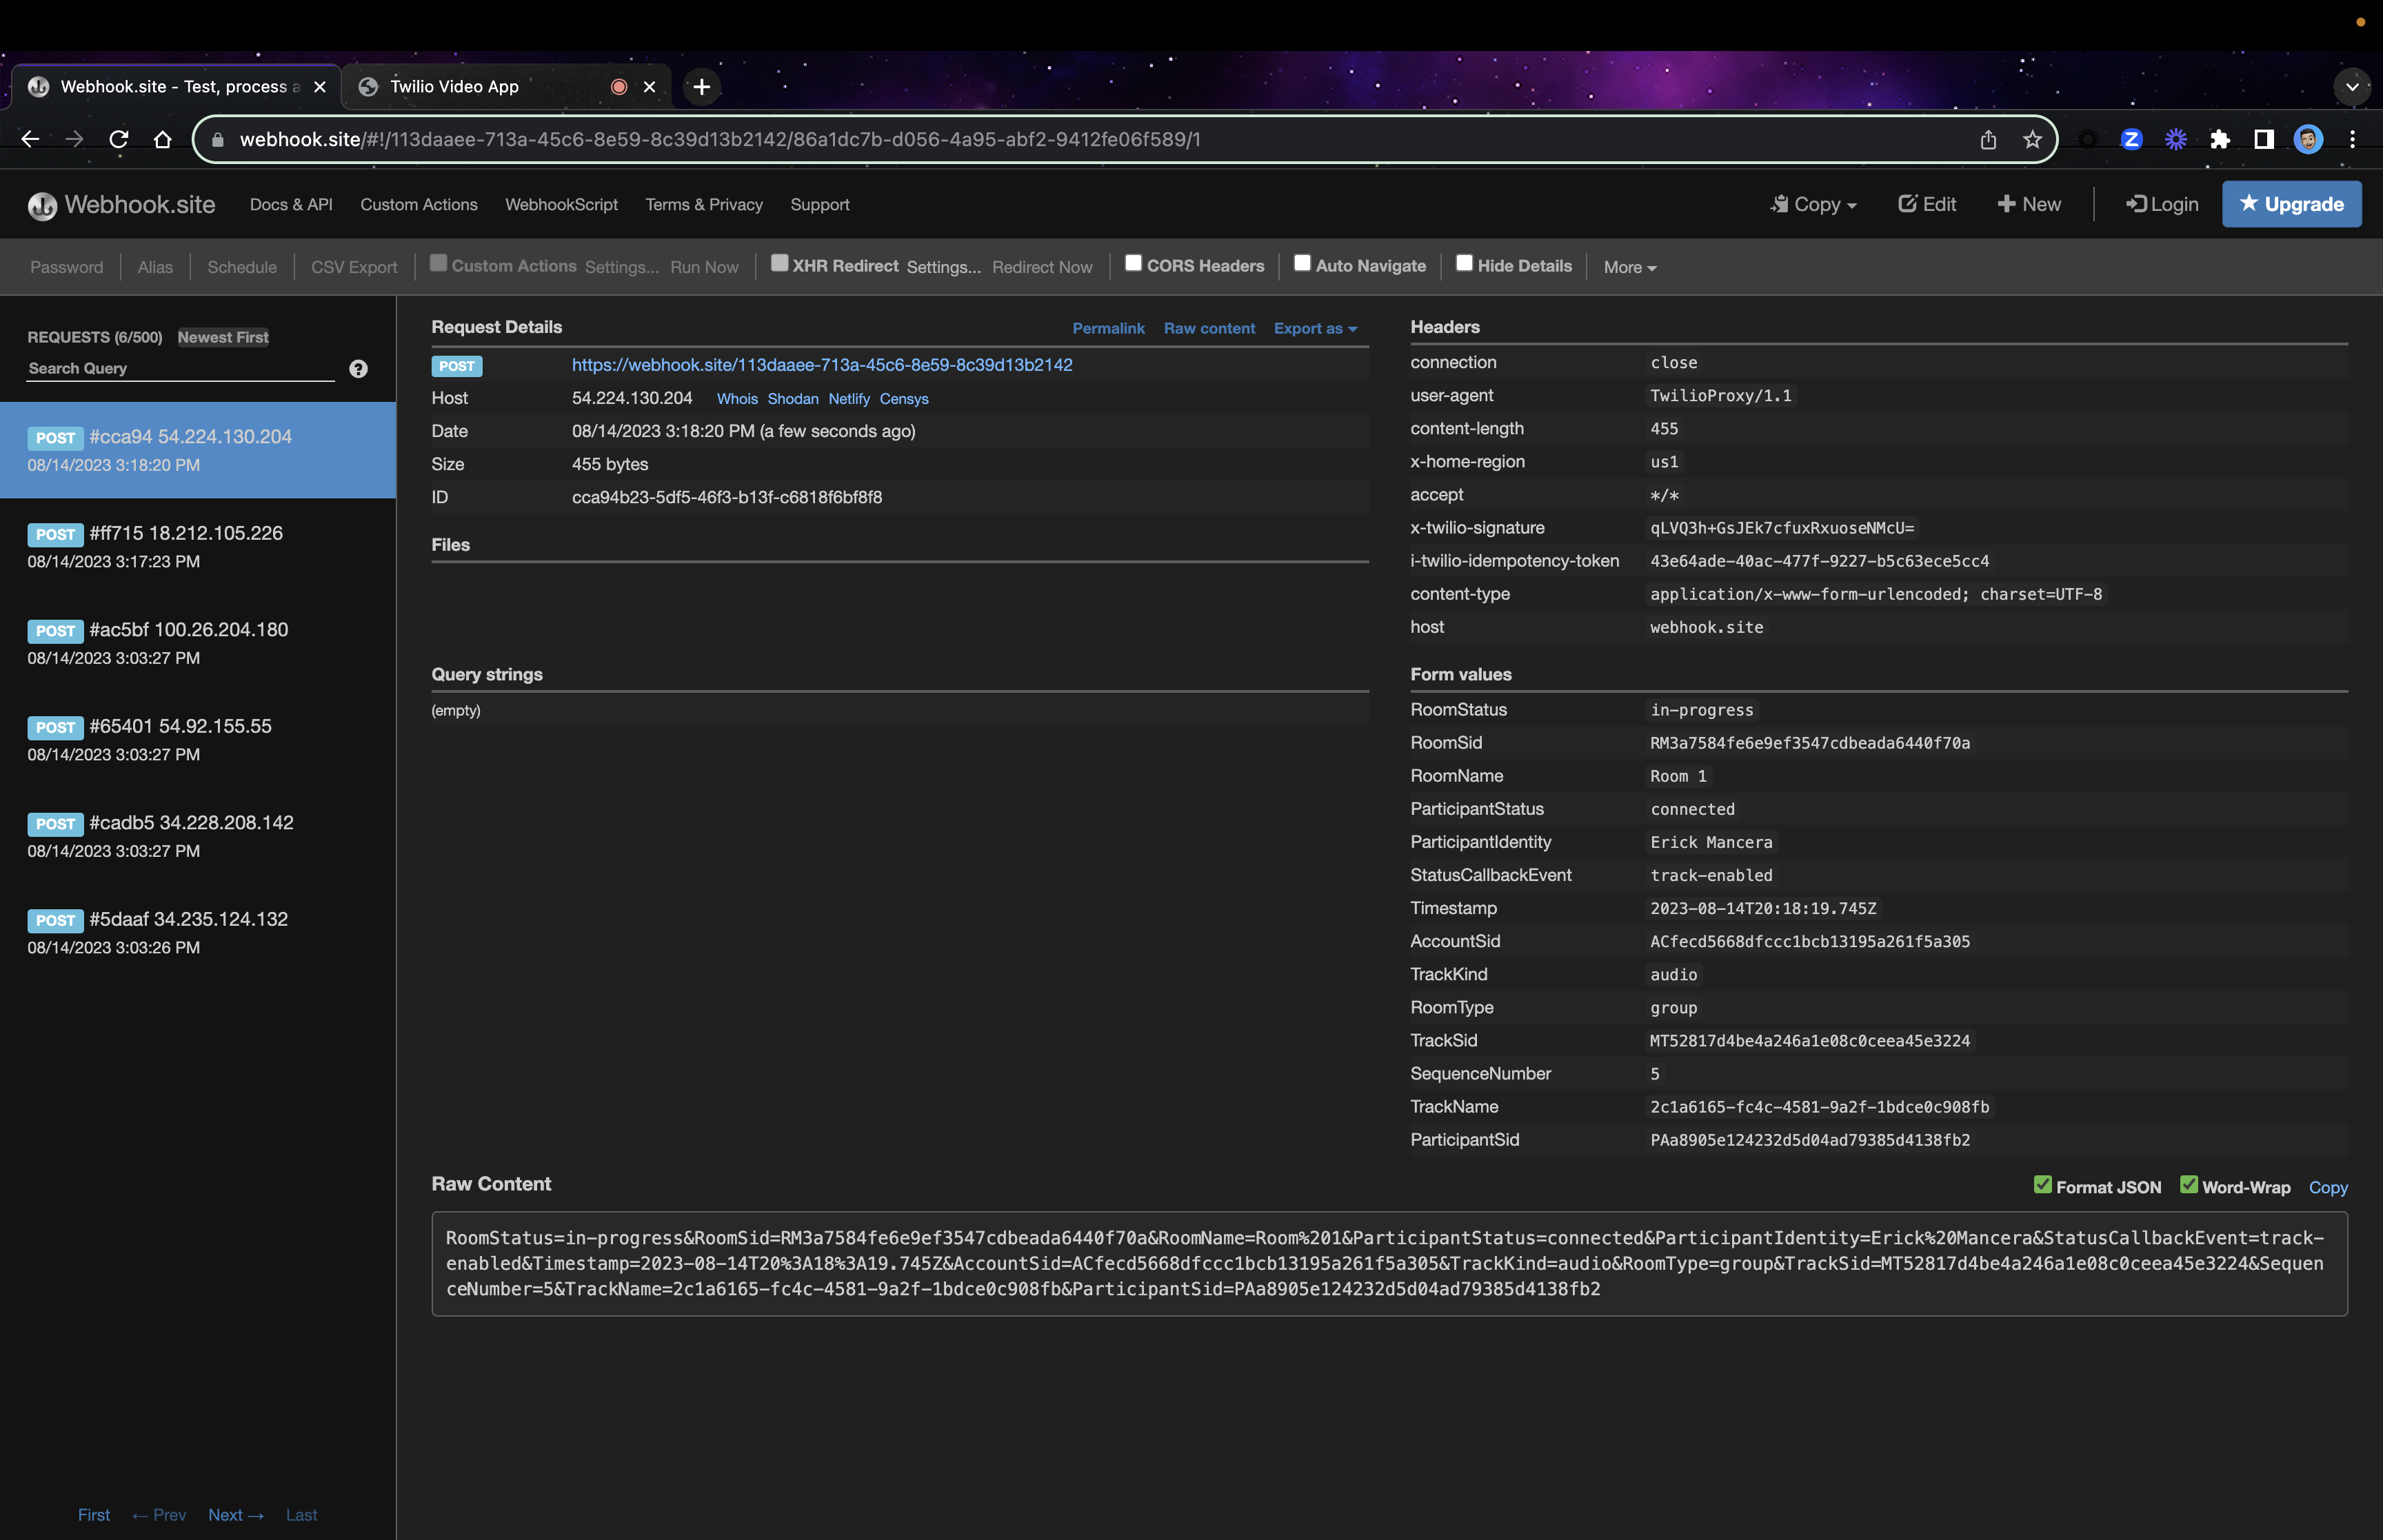 Webhook.site - Test, process a
Twilio Video App
webhook.site/#!/113daaee-713a-45c6-8e59-8c39d13b2142/86a1dc7b-d056-4a95-abf2-9412fe06f589/1
Webhook.site Docs & API Custom Actions WebhookScript Terms & Privacy Support Copy Edit New Login Upgrade
Password Alias Schedule CSV Export Custom Actions Settings... Run Now XHR Redirect Settings... Redirect Now CORS Headers Auto Navigate Hide Details More
REQUESTS (6/500) Newest First
Search Query
POST #cca94 54.224.130.204
08/14/2023 3:18:20 PM
POST #ff715 18.212.105.226
08/14/2023 3:17:23 PM
POST #ac5bf 100.26.204.180
08/14/2023 3:03:27 PM
POST #65401 54.92.155.55
08/14/2023 3:03:27 PM
POST #cadb5 34.228.208.142
08/14/2023 3:03:27 PM
POST #5daaf 34.235.124.132
08/14/2023 3:03:26 PM
First ← Prev Next → Last
Request Details Permalink Raw content Export as
POST https://webhook.site/113daaee-713a-45c6-8e59-8c39d13b2142
Host 54.224.130.204 Whois Shodan Netlify Censys
Date 08/14/2023 3:18:20 PM (a few seconds ago)
Size 455 bytes
ID cca94b23-5df5-46f3-b13f-c6818f6bf8f8
Files
Query strings
(empty)
Headers
connection close
user-agent TwilioProxy/1.1
content-length 455
x-home-region us1
accept */*
x-twilio-signature qLVQ3h+GsJEk7cfuxRxuoseNMcU=
i-twilio-idempotency-token 43e64ade-40ac-477f-9227-b5c63ece5cc4
content-type application/x-www-form-urlencoded; charset=UTF-8
host webhook.site
Form values
RoomStatus in-progress
RoomSid RM3a7584fe6e9ef3547cdbeada6440f70a
RoomName Room 1
ParticipantStatus connected
ParticipantIdentity Erick Mancera
StatusCallbackEvent track-enabled
Timestamp 2023-08-14T20:18:19.745Z
AccountSid ACfecd5668dfccc1bcb13195a261f5a305
TrackKind audio
RoomType group
TrackSid MT52817d4be4a246a1e08c0ceea45e3224
SequenceNumber 5
TrackName 2c1a6165-fc4c-4581-9a2f-1bdce0c908fb
ParticipantSid PAa8905e124232d5d04ad79385d4138fb2
Raw Content Format JSON Word-Wrap Copy
RoomStatus=in-progress&RoomSid=RM3a7584fe6e9ef3547cdbeada6440f70a&RoomName=Room%201&ParticipantStatus=connected&ParticipantIdentity=Erick%20Mancera&StatusCallbackEvent=track-
enabled&Timestamp=2023-08-14T20%3A18%3A19.745Z&AccountSid=ACfecd5668dfccc1bcb13195a261f5a305&TrackKind=audio&RoomType=group&TrackSid=MT52817d4be4a246a1e08c0ceea45e3224&Sequen
ceNumber=5&TrackName=2c1a6165-fc4c-4581-9a2f-1bdce0c908fb&ParticipantSid=PAa8905e124232d5d04ad79385d4138fb2